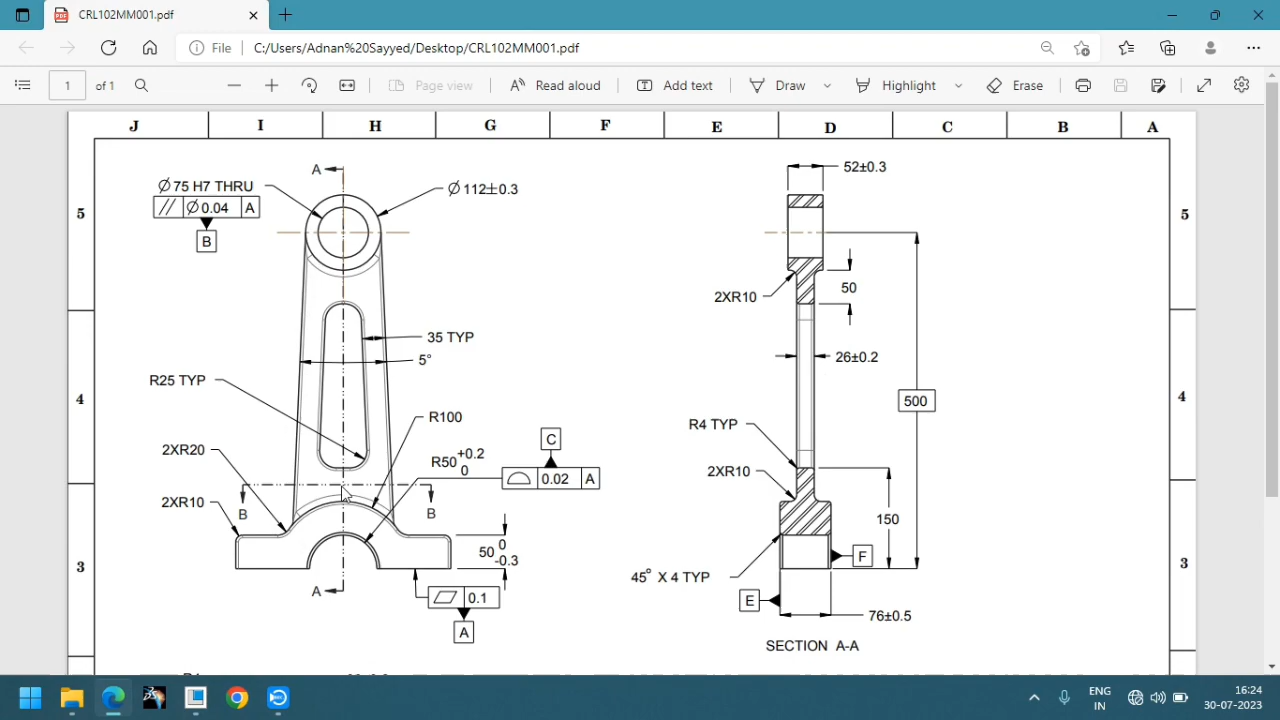 CRL102MM001.pdf
File C:/Users/Adnan%20Sayyed/Desktop/CRL102MM001.pdf
1 of 1 Page view Read aloud Add text Draw Highlight Erase
J I H G F E D C B A
5
4
3
5
4
3
A
Ø 75 H7 THRU
// Ø 0.04 A
B
Ø 112±0.3
35 TYP
5°
R25 TYP
R100
2XR20
R50 +0.2 0
C
⌓ 0.02 A
2XR10
B B
50 0 -0.3
A
⏥ 0.1
A
52±0.3
2XR10
50
26±0.2
500
R4 TYP
2XR10
150
45° X 4 TYP
F
E
76±0.5
SECTION A-A
ENG
IN
16:24
30-07-2023